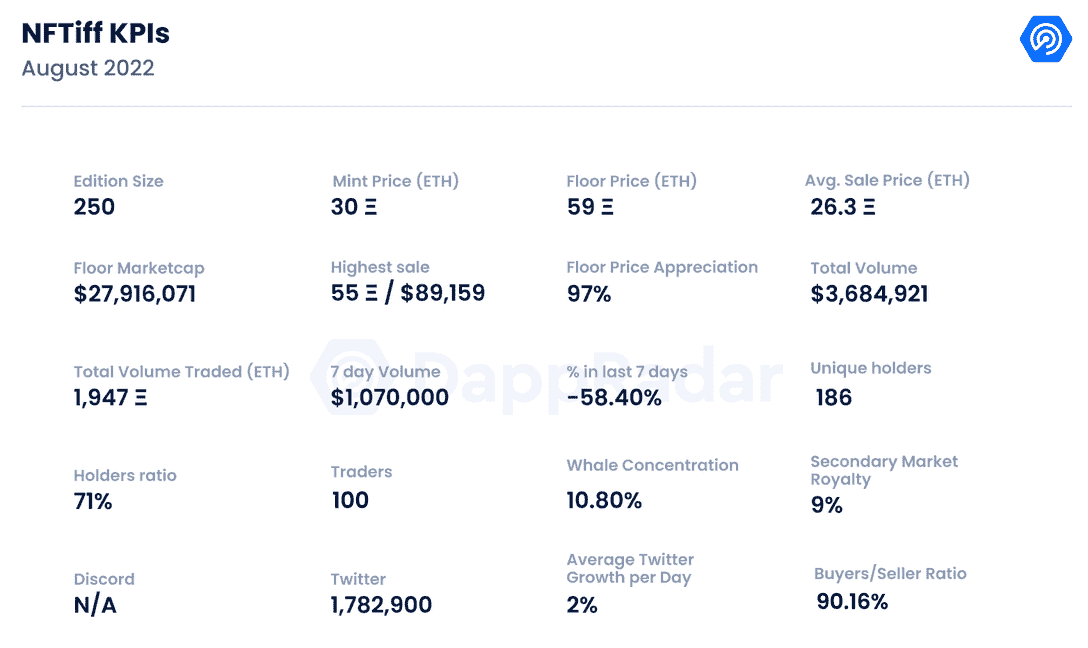 NFTiff KPIs
August 2022
Edition Size
250
Mint Price (ETH)
30 Ξ
Floor Price (ETH)
59 Ξ
Avg. Sale Price (ETH)
26.3 Ξ
Floor Marketcap
$27,916,071
Highest sale
55 Ξ / $89,159
Floor Price Appreciation
97%
Total Volume
$3,684,921
Total Volume Traded (ETH)
1,947 Ξ
7 day Volume
$1,070,000
% in last 7 days
-58.40%
Unique holders
186
DappRadar
Holders ratio
71%
Traders
100
Whale Concentration
10.80%
Secondary Market
Royalty
9%
Discord
N/A
Twitter
1,782,900
Average Twitter
Growth per Day
2%
Buyers/Seller Ratio
90.16%